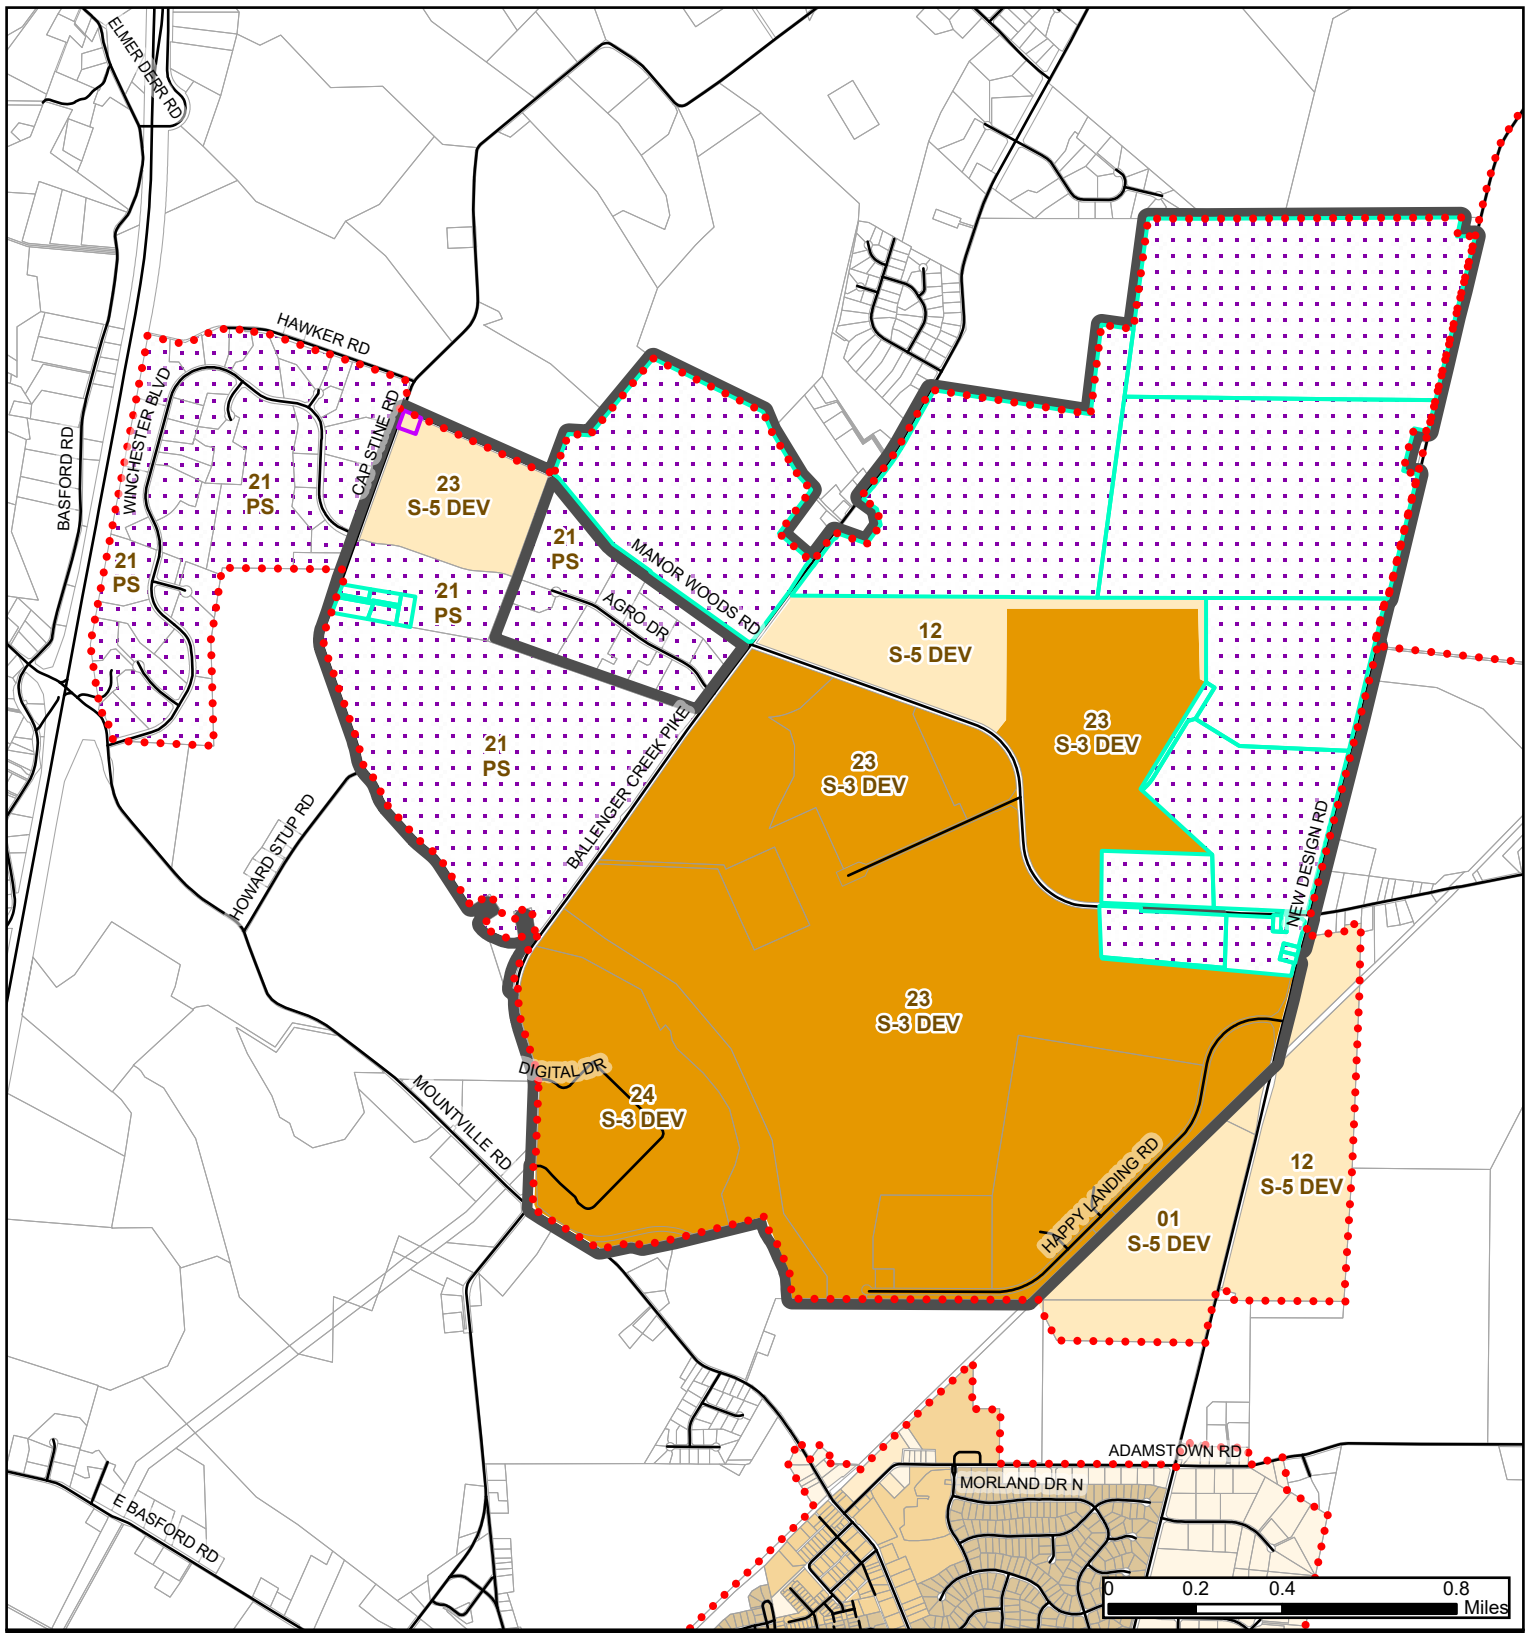 ELMER DERR RD
HAWKER RD
WINCHESTER BLVD
CAP STINE RD
BASFORD RD
21
PS
23
S-5 DEV
21
PS
21
PS
21
PS
MANOR WOODS RD
AGRO DR
12
S-5 DEV
23
S-3 DEV
21
PS
23
S-3 DEV
BALLENGER CREEK PIKE
HOWARD STUP RD
NEW DESIGN RD
23
S-3 DEV
DIGITAL DR
24
S-3 DEV
MOUNTVILLE RD
HAPPY LANDING RD
12
S-5 DEV
01
S-5 DEV
ADAMSTOWN RD
MORLAND DR N
E BASFORD RD
0 0.2 0.4 0.8
Miles